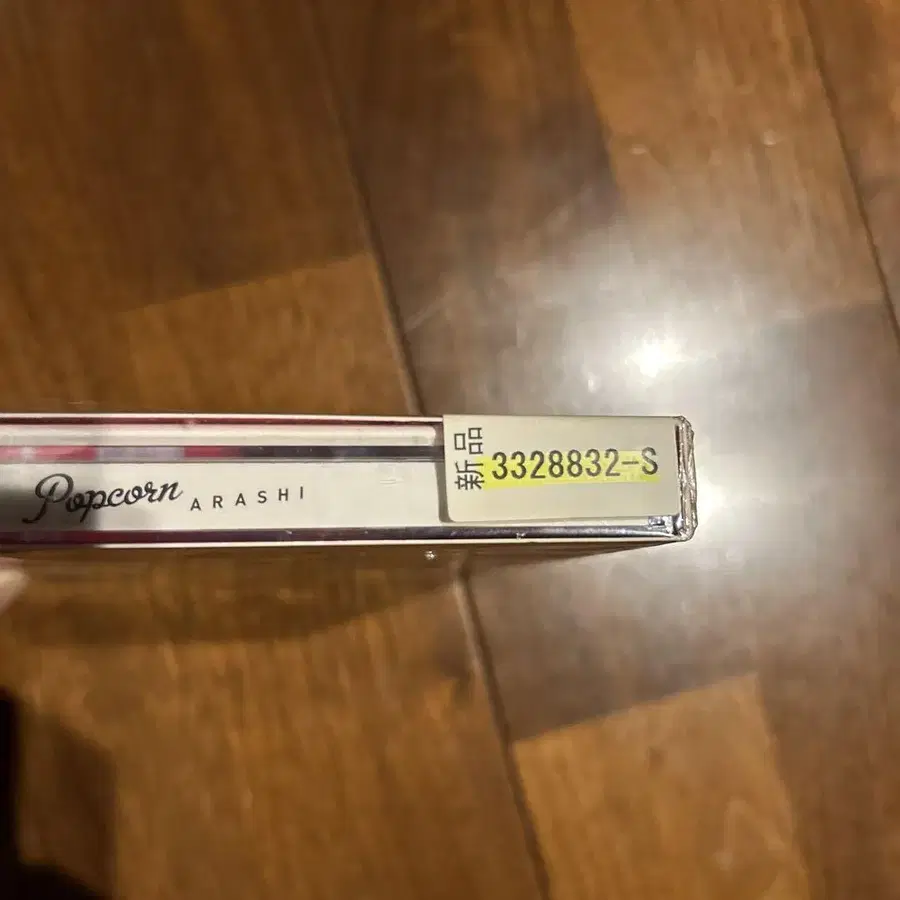 Popcorn ARASHI
新品
3328832-S